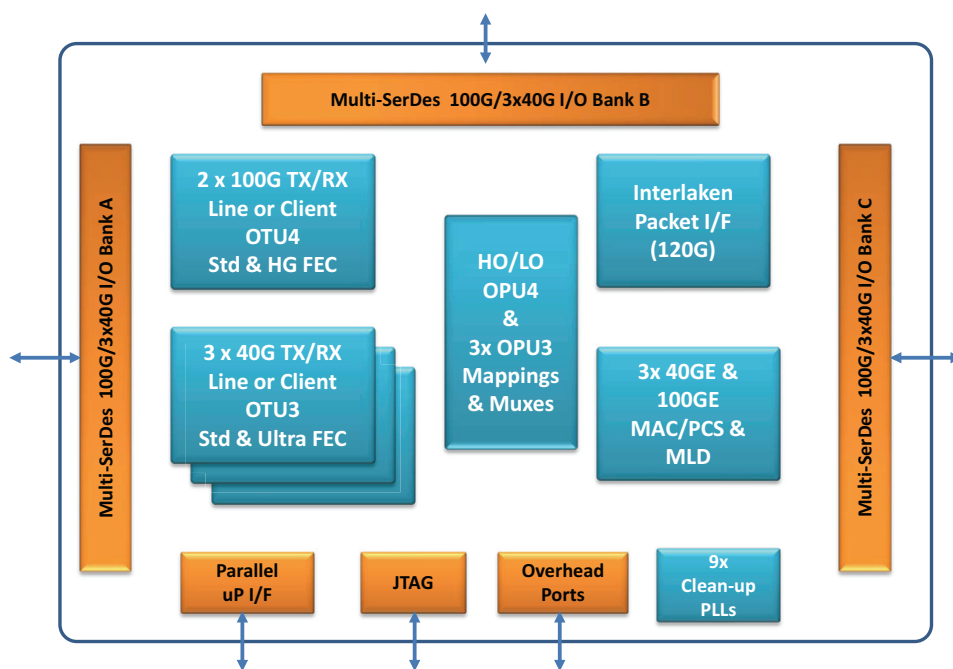 Multi-SerDes 100G/3x40G I/O Bank B
Multi-SerDes 100G/3x40G I/O Bank A
2 x 100G TX/RX
Line or Client
OTU4
Std & HG FEC
3 x 40G TX/RX
Line or Client
OTU3
Std & Ultra FEC
HO/LO
OPU4
&
3x OPU3
Mappings
& Muxes
Interlaken
Packet I/F
(120G)
3x 40GE &
100GE
MAC/PCS &
MLD
Multi-SerDes 100G/3x40G I/O Bank C
Parallel
uP I/F
JTAG
Overhead
Ports
9x
Clean-up
PLLs